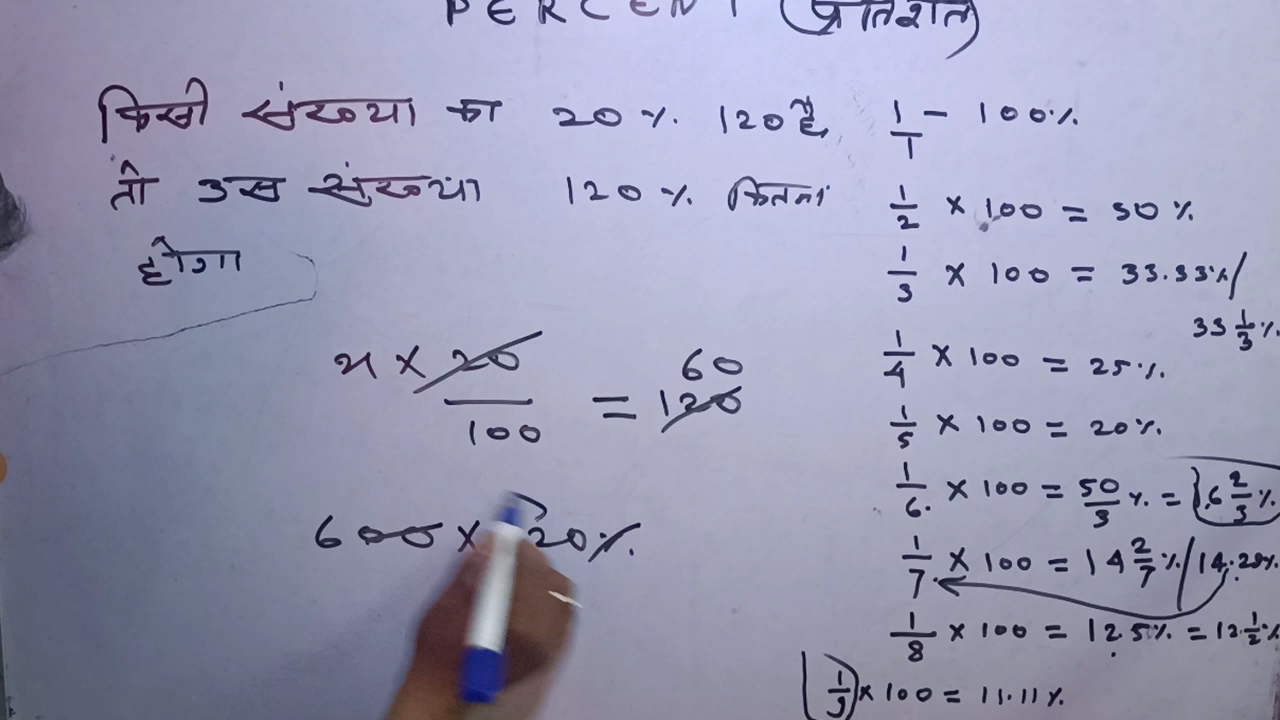 PERCENT (प्रतिशत)
किसी संख्या का 20% 120 है,
तो उस संख्या 120% कितना
होगा
x × 20/100 = 120
60
600 × 20%
1/1 - 100%
1/2 × 100 = 50%
1/3 × 100 = 33.33% /
33 1/3 %
1/4 × 100 = 25%
1/5 × 100 = 20%
1/6 × 100 = 50/3 % = 16 2/3 %
1/7 × 100 = 14 2/7 % / 14.28%
1/8 × 100 = 12.5% = 12 1/2 %
1/9 × 100 = 11.11%